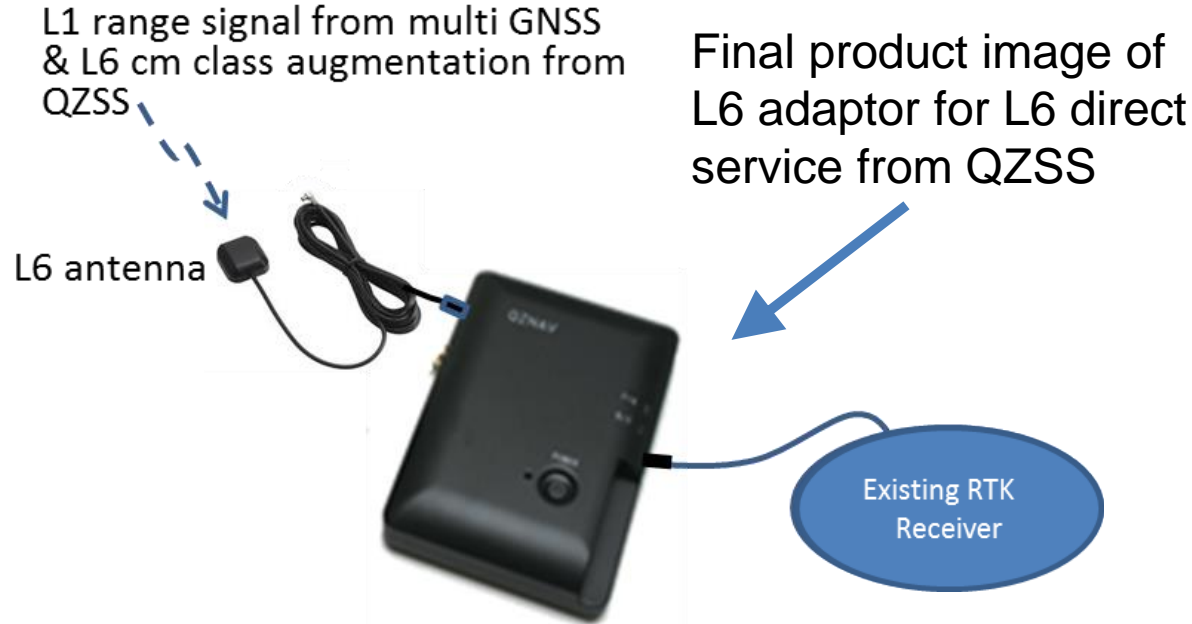 L1 range signal from multi GNSS
& L6 cm class augmentation from
QZSS
Final product image of
L6 adaptor for L6 direct
service from QZSS
L6 antenna
QZNAV
POWER
Existing RTK
Receiver